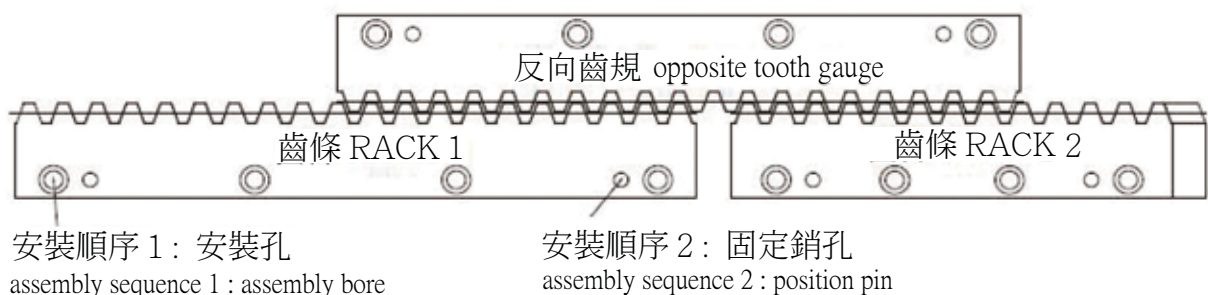 反向齒規 opposite tooth gauge
齒條 RACK 1
齒條 RACK 2
安裝順序 1 : 安裝孔
assembly sequence 1 : assembly bore
安裝順序 2 : 固定銷孔
assembly sequence 2 : position pin